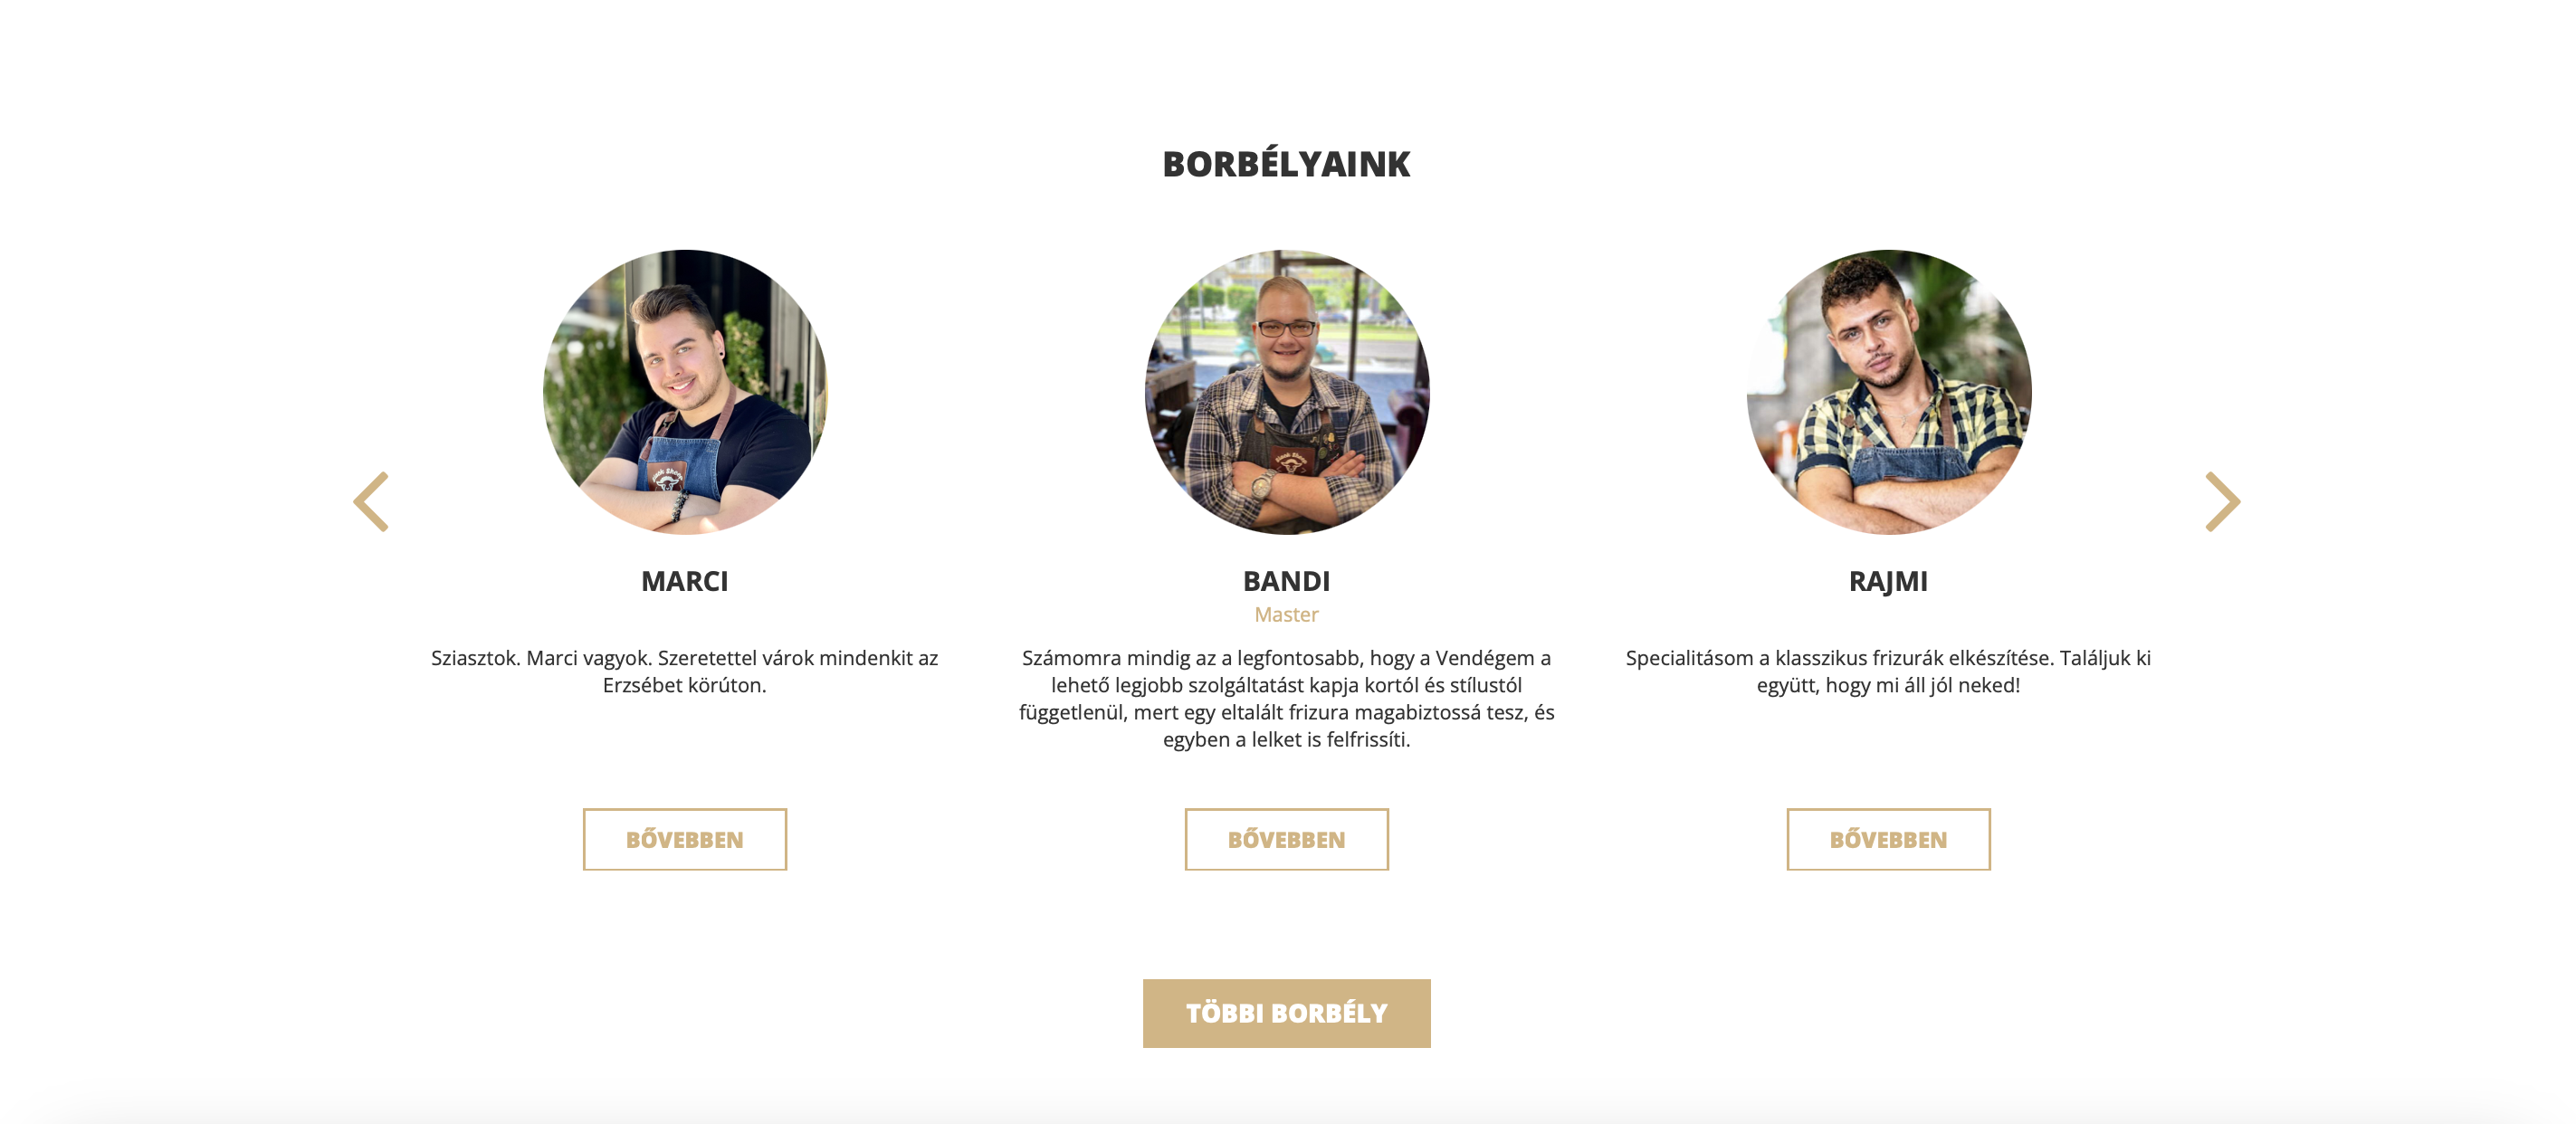 BORBÉLYAINK
MARCI
Sziasztok. Marci vagyok. Szeretettel várok mindenkit az
Erzsébet körúton.
BŐVEBBEN
BANDI
Master
Számomra mindig az a legfontosabb, hogy a Vendégem a
lehető legjobb szolgáltatást kapja kortól és stílustól
függetlenül, mert egy eltalált frizura magabiztossá tesz, és
egyben a lelket is felfrissíti.
BŐVEBBEN
RAJMI
Specialitásom a klasszikus frizurák elkészítése. Találjuk ki
együtt, hogy mi áll jól neked!
BŐVEBBEN
TÖBBI BORBÉLY